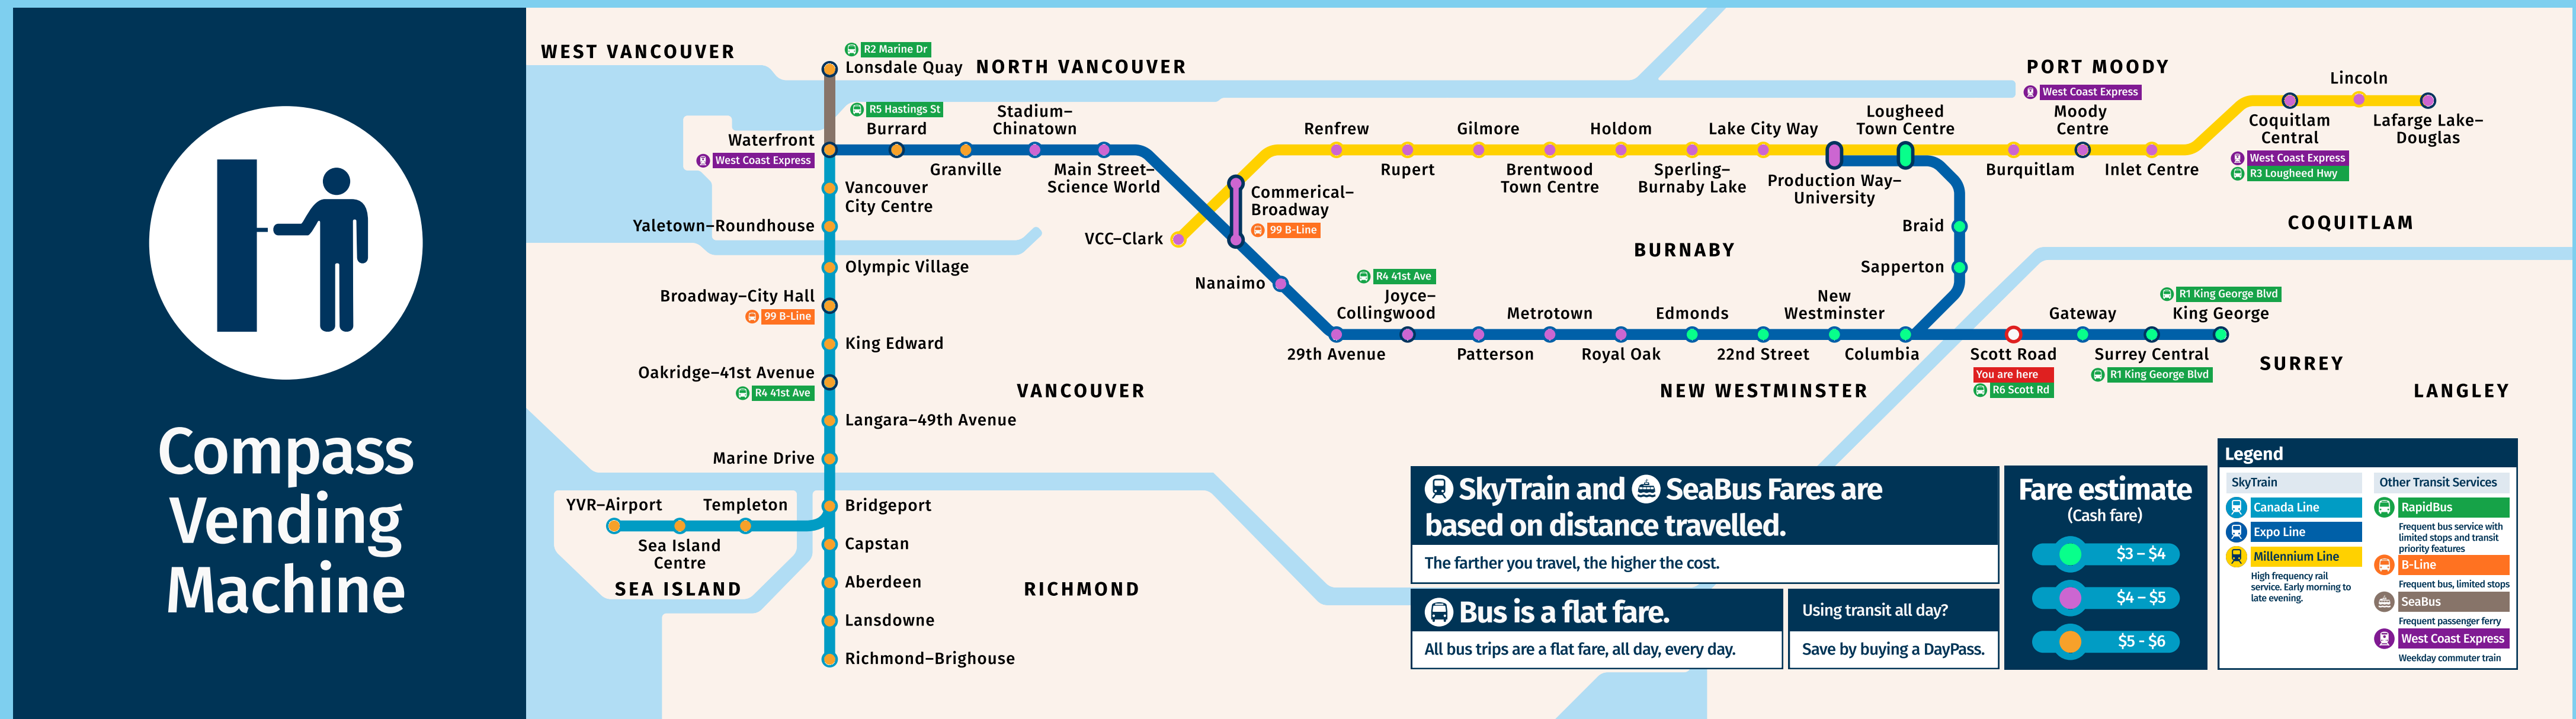 Compass
Vending
Machine
WEST VANCOUVER
R2 Marine Dr
Lonsdale Quay
NORTH VANCOUVER
R5 Hastings St
Waterfront
West Coast Express
Burrard
Granville
Stadium–
Chinatown
Main Street–
Science World
Vancouver
City Centre
Yaletown–Roundhouse
Olympic Village
Broadway–City Hall
99 B-Line
King Edward
Oakridge–41st Avenue
R4 41st Ave
Langara–49th Avenue
Marine Drive
YVR–Airport
Templeton
Sea Island
Centre
SEA ISLAND
Bridgeport
Capstan
Aberdeen
Lansdowne
Richmond–Brighouse
VANCOUVER
RICHMOND
VCC–Clark
Commerical–
Broadway
99 B-Line
Nanaimo
29th Avenue
R4 41st Ave
Joyce–
Collingwood
Patterson
Metrotown
Royal Oak
Edmonds
22nd Street
New
Westminster
Columbia
Renfrew
Rupert
Gilmore
Brentwood
Town Centre
Holdom
Sperling–
Burnaby Lake
Lake City Way
Production Way–
University
Lougheed
Town Centre
BURNABY
Braid
Sapperton
NEW WESTMINSTER
PORT MOODY
West Coast Express
Moody
Centre
Burquitlam
Inlet Centre
Coquitlam
Central
West Coast Express
R3 Lougheed Hwy
Lincoln
Lafarge Lake–
Douglas
COQUITLAM
Scott Road
You are here
R6 Scott Rd
Gateway
Surrey Central
R1 King George Blvd
R1 King George Blvd
King George
SURREY
LANGLEY
SkyTrain and SeaBus Fares are
based on distance travelled.
The farther you travel, the higher the cost.
Bus is a flat fare.
All bus trips are a flat fare, all day, every day.
Using transit all day?
Save by buying a DayPass.
Fare estimate
(Cash fare)
$3 – $4
$4 – $5
$5 - $6
Legend
SkyTrain
Canada Line
Expo Line
Millennium Line
High frequency rail
service. Early morning to
late evening.
Other Transit Services
RapidBus
Frequent bus service with
limited stops and transit
priority features
B-Line
Frequent bus, limited stops
SeaBus
Frequent passenger ferry
West Coast Express
Weekday commuter train